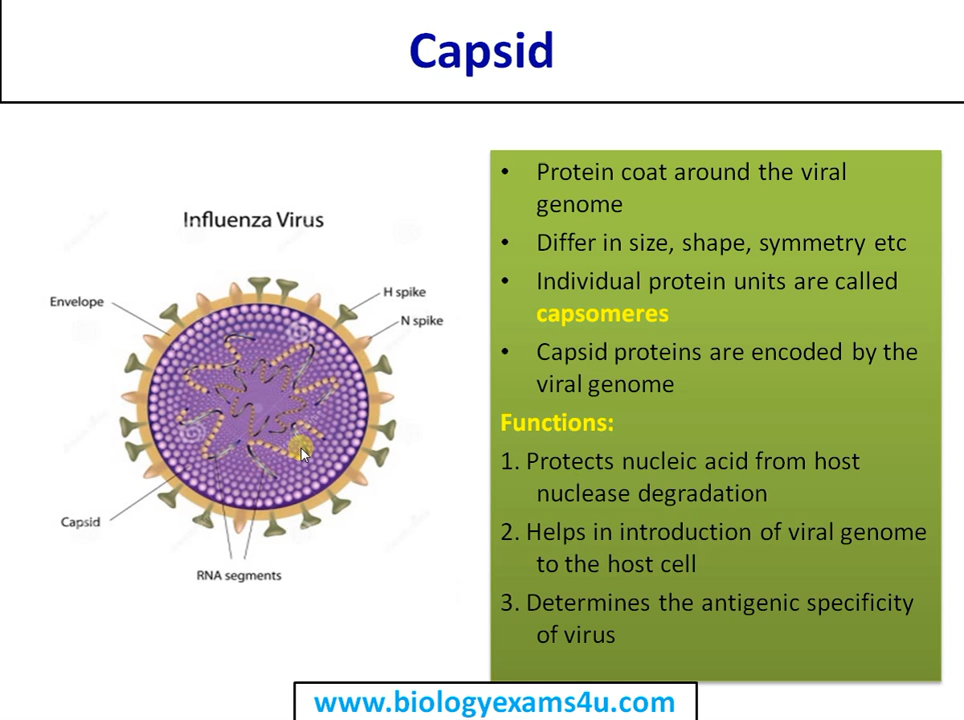 Capsid
Influenza Virus
Envelope
H spike
N spike
Capsid
RNA segments
• Protein coat around the viral
genome
• Differ in size, shape, symmetry etc
• Individual protein units are called
capsomeres
• Capsid proteins are encoded by the
viral genome
Functions:
1. Protects nucleic acid from host
nuclease degradation
2. Helps in introduction of viral genome
to the host cell
3. Determines the antigenic specificity
of virus
www.biologyexams4u.com